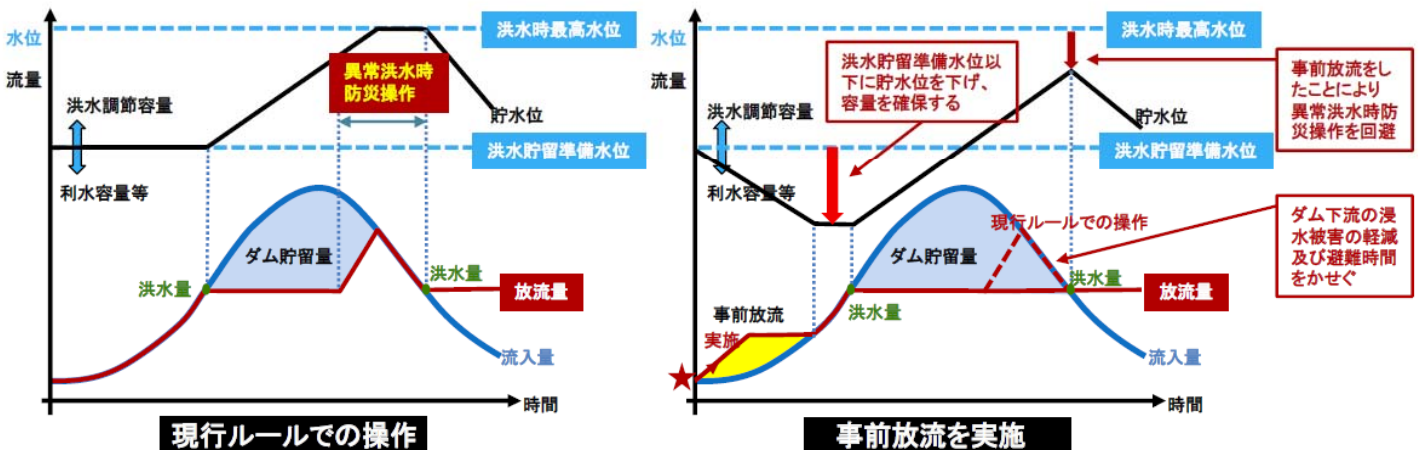 水位
流量
洪水時最高水位
異常洪水時
防災操作
洪水調節容量
貯水位
洪水貯留準備水位
利水容量等
ダム貯留量
洪水量
洪水量
放流量
流入量
時間
現行ルールでの操作
水位
流量
洪水時最高水位
洪水貯留準備水位以
下に貯水位を下げ、
容量を確保する
事前放流をし
たことにより
異常洪水時防
災操作を回避
洪水調節容量
貯水位
洪水貯留準備水位
利水容量等
現行ルールでの操作
ダム下流の浸
水被害の軽減
及び避難時間
をかせぐ
ダム貯留量
洪水量
洪水量
放流量
事前放流
実施
流入量
時間
事前放流を実施